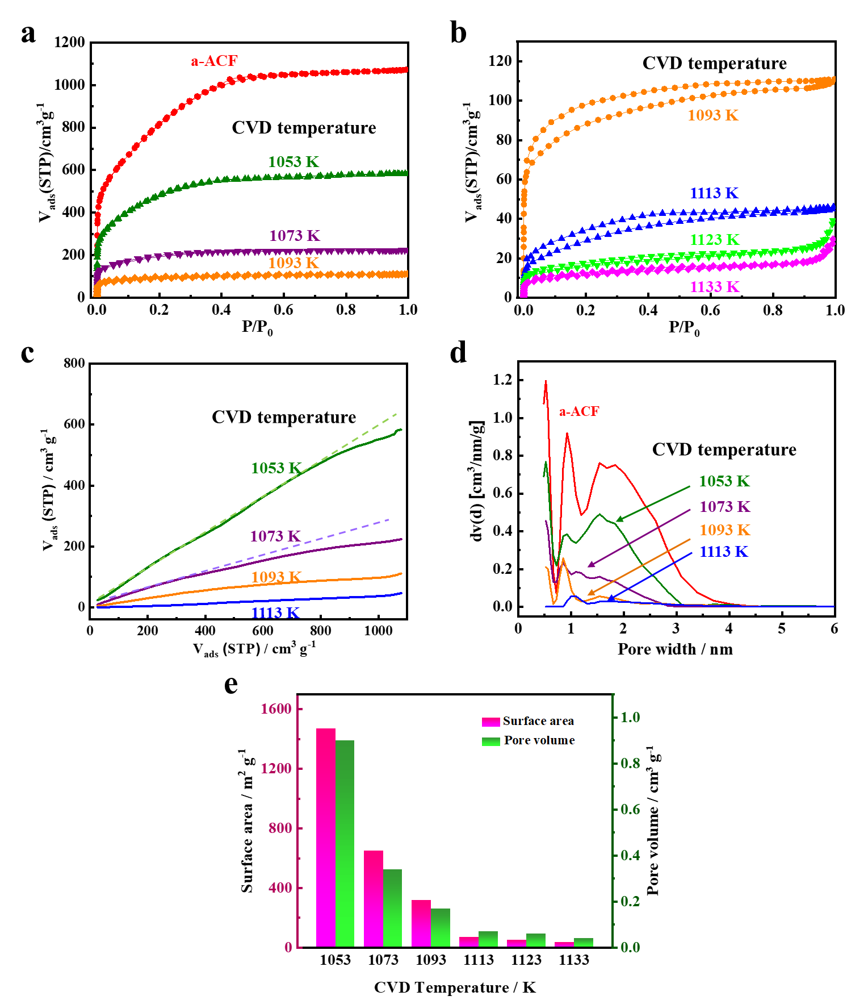 a
1200
1000
800
600
400
200
0
V_ads(STP)/cm³g⁻¹
a-ACF
CVD temperature
1053 K
1073 K
1093 K
0.0 0.2 0.4 0.6 0.8 1.0
P/P₀
b
120
100
80
60
40
20
0
V_ads(STP)/cm³g⁻¹
CVD temperature
1093 K
1113 K
1123 K
1133 K
0.0 0.2 0.4 0.6 0.8 1.0
P/P₀
c
800
600
400
200
0
V_ads (STP) / cm³ g⁻¹
CVD temperature
1053 K
1073 K
1093 K
1113 K
0 200 400 600 800 1000
V_ads (STP) / cm³ g⁻¹
d
1.2
1.0
0.8
0.6
0.4
0.2
0.0
dv(d) [cm³/nm/g]
a-ACF
CVD temperature
1053 K
1073 K
1093 K
1113 K
0 1 2 3 4 5 6
Pore width / nm
e
1600
1200
800
400
0
Surface area / m² g⁻¹
Surface area
Pore volume
1.0
0.8
0.6
0.4
0.2
0.0
Pore volume / cm³ g⁻¹
1053 1073 1093 1113 1123 1133
CVD Temperature / K